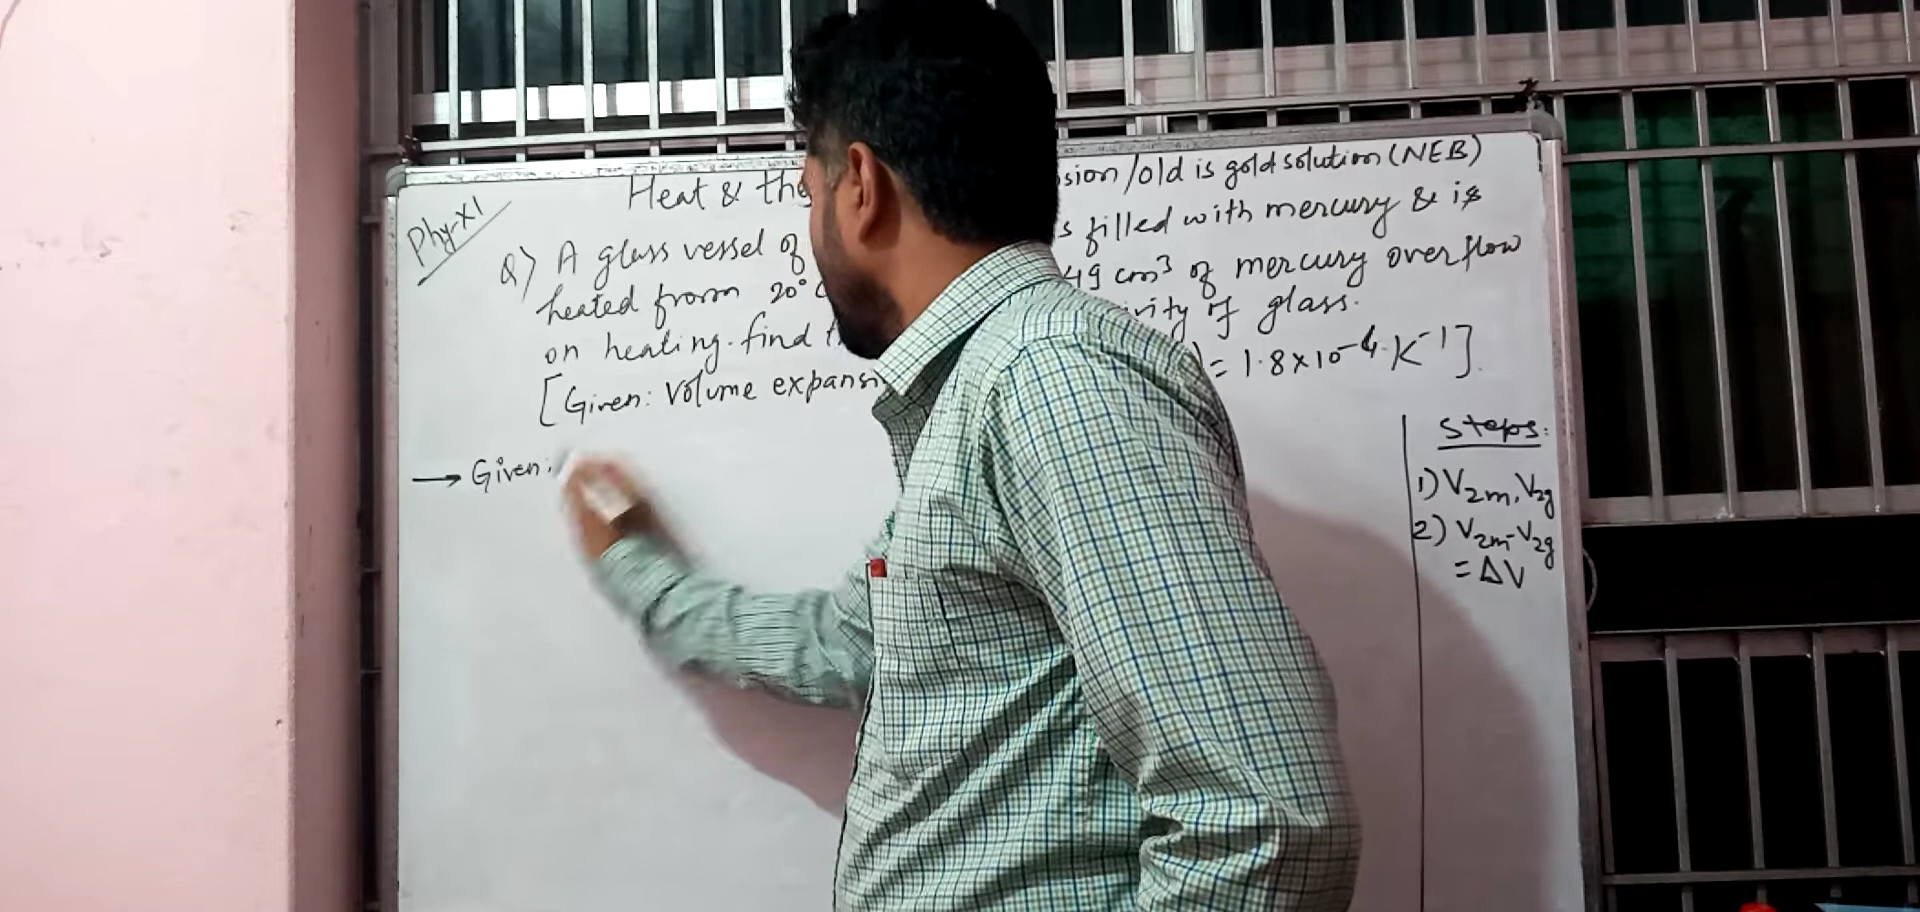 Phy-XI
Heat & the sion/old is gold solution (NEB)
Q) A glass vessel of s filled with mercury & is
heated from 20°C 49 cm³ of mercury overflow
on heating. find vity of glass.
[Given: Volume expansi = 1.8×10⁻⁴ K⁻¹].
→ Given:
Steps:
1) V₂m, V₂g
2) V₂m - V₂g
= ΔV